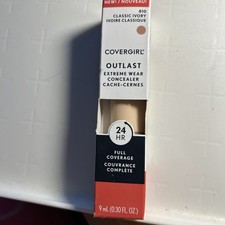 NEW! / NOUVEAU!
810
CLASSIC IVORY
IVOIRE CLASSIQUE
COVERGIRL
OUTLAST
EXTREME WEAR
CONCEALER
CACHE-CERNES
24
HR
FULL
COVERAGE
COUVRANCE
COMPLÈTE
9 mL (0.30 FL. OZ.)